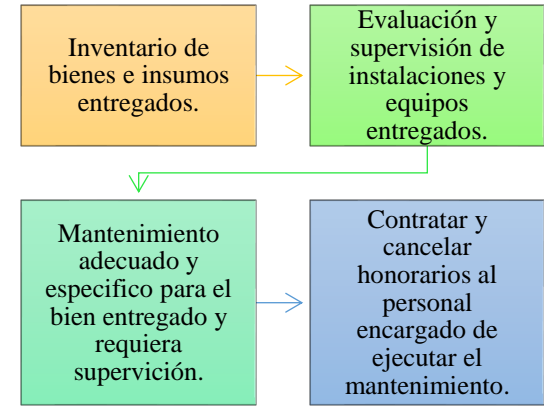 Inventario de
bienes e insumos
entregados.
Evaluación y
supervisión de
instalaciones y
equipos
entregados.
Mantenimiento
adecuado y
especifico para el
bien entregado y
requiera
supervición.
Contratar y
cancelar
honorarios al
personal
encargado de
ejecutar el
mantenimiento.